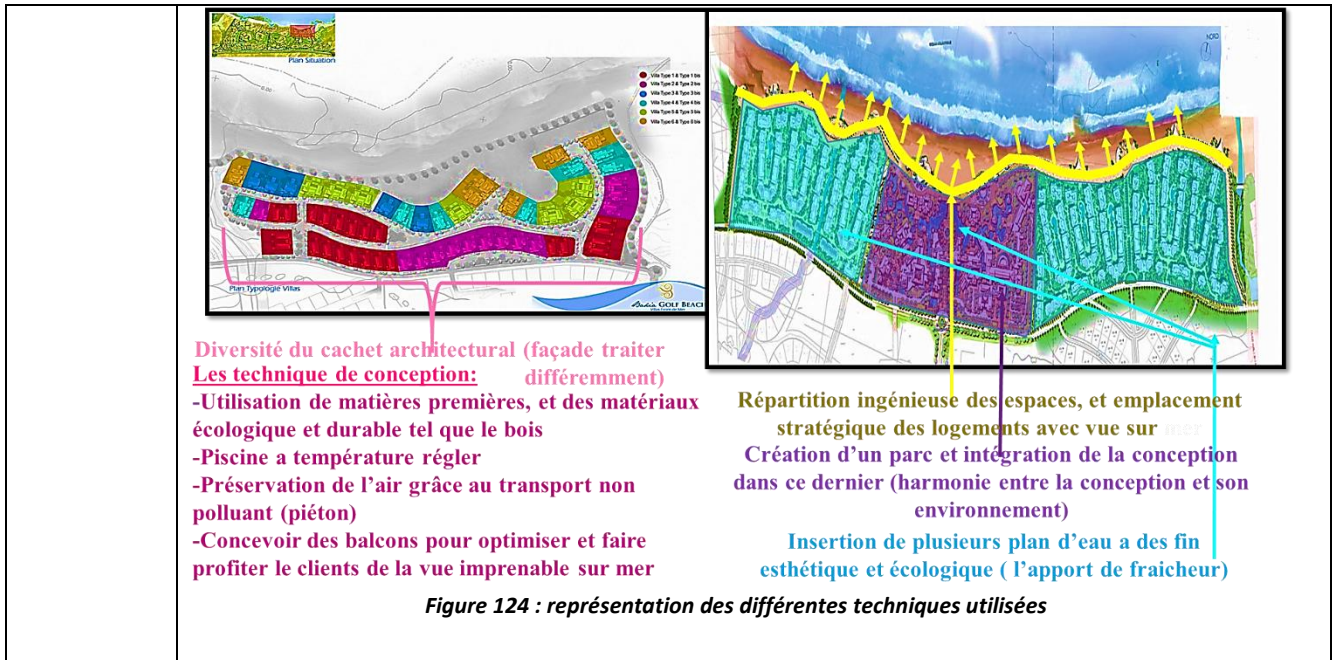 Plan Situation
Villa Type 1 & Type 1 bis
Villa Type 2 & Type 2 bis
Villa Type 3 & Type 3 bis
Villa Type 4 & Type 4 bis
Villa Type 5 & Type 5 bis
Villa Type 6 & Type 6 bis
Plan Typologie Villas
GOLF BEACH
NORD
Diversité du cachet architectural (façade traiter
différemment)
Les technique de conception:
-Utilisation de matières premières, et des matériaux
écologique et durable tel que le bois
-Piscine a température régler
-Préservation de l’air grâce au transport non
polluant (piéton)
-Concevoir des balcons pour optimiser et faire
profiter le clients de la vue imprenable sur mer
Répartition ingénieuse des espaces, et emplacement
stratégique des logements avec vue sur mer
Création d’un parc et intégration de la conception
dans ce dernier (harmonie entre la conception et son
environnement)
Insertion de plusieurs plan d’eau a des fin
esthétique et écologique ( l’apport de fraicheur)
Figure 124 : représentation des différentes techniques utilisées